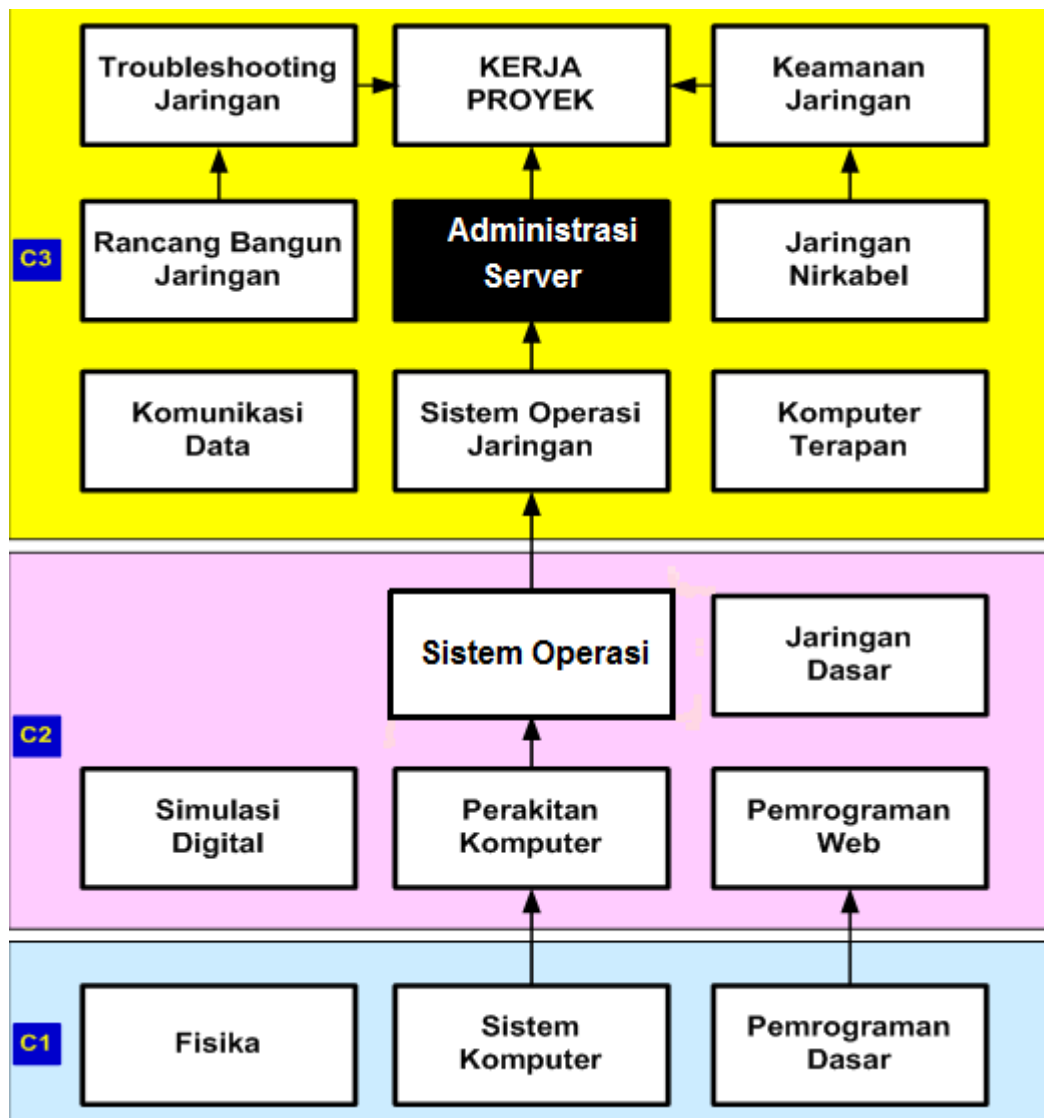 Troubleshooting
Jaringan
KERJA
PROYEK
Keamanan
Jaringan
C3
Rancang Bangun
Jaringan
Administrasi
Server
Jaringan
Nirkabel
Komunikasi
Data
Sistem Operasi
Jaringan
Komputer
Terapan
C2
Sistem Operasi
Jaringan
Dasar
Simulasi
Digital
Perakitan
Komputer
Pemrograman
Web
C1
Fisika
Sistem
Komputer
Pemrograman
Dasar